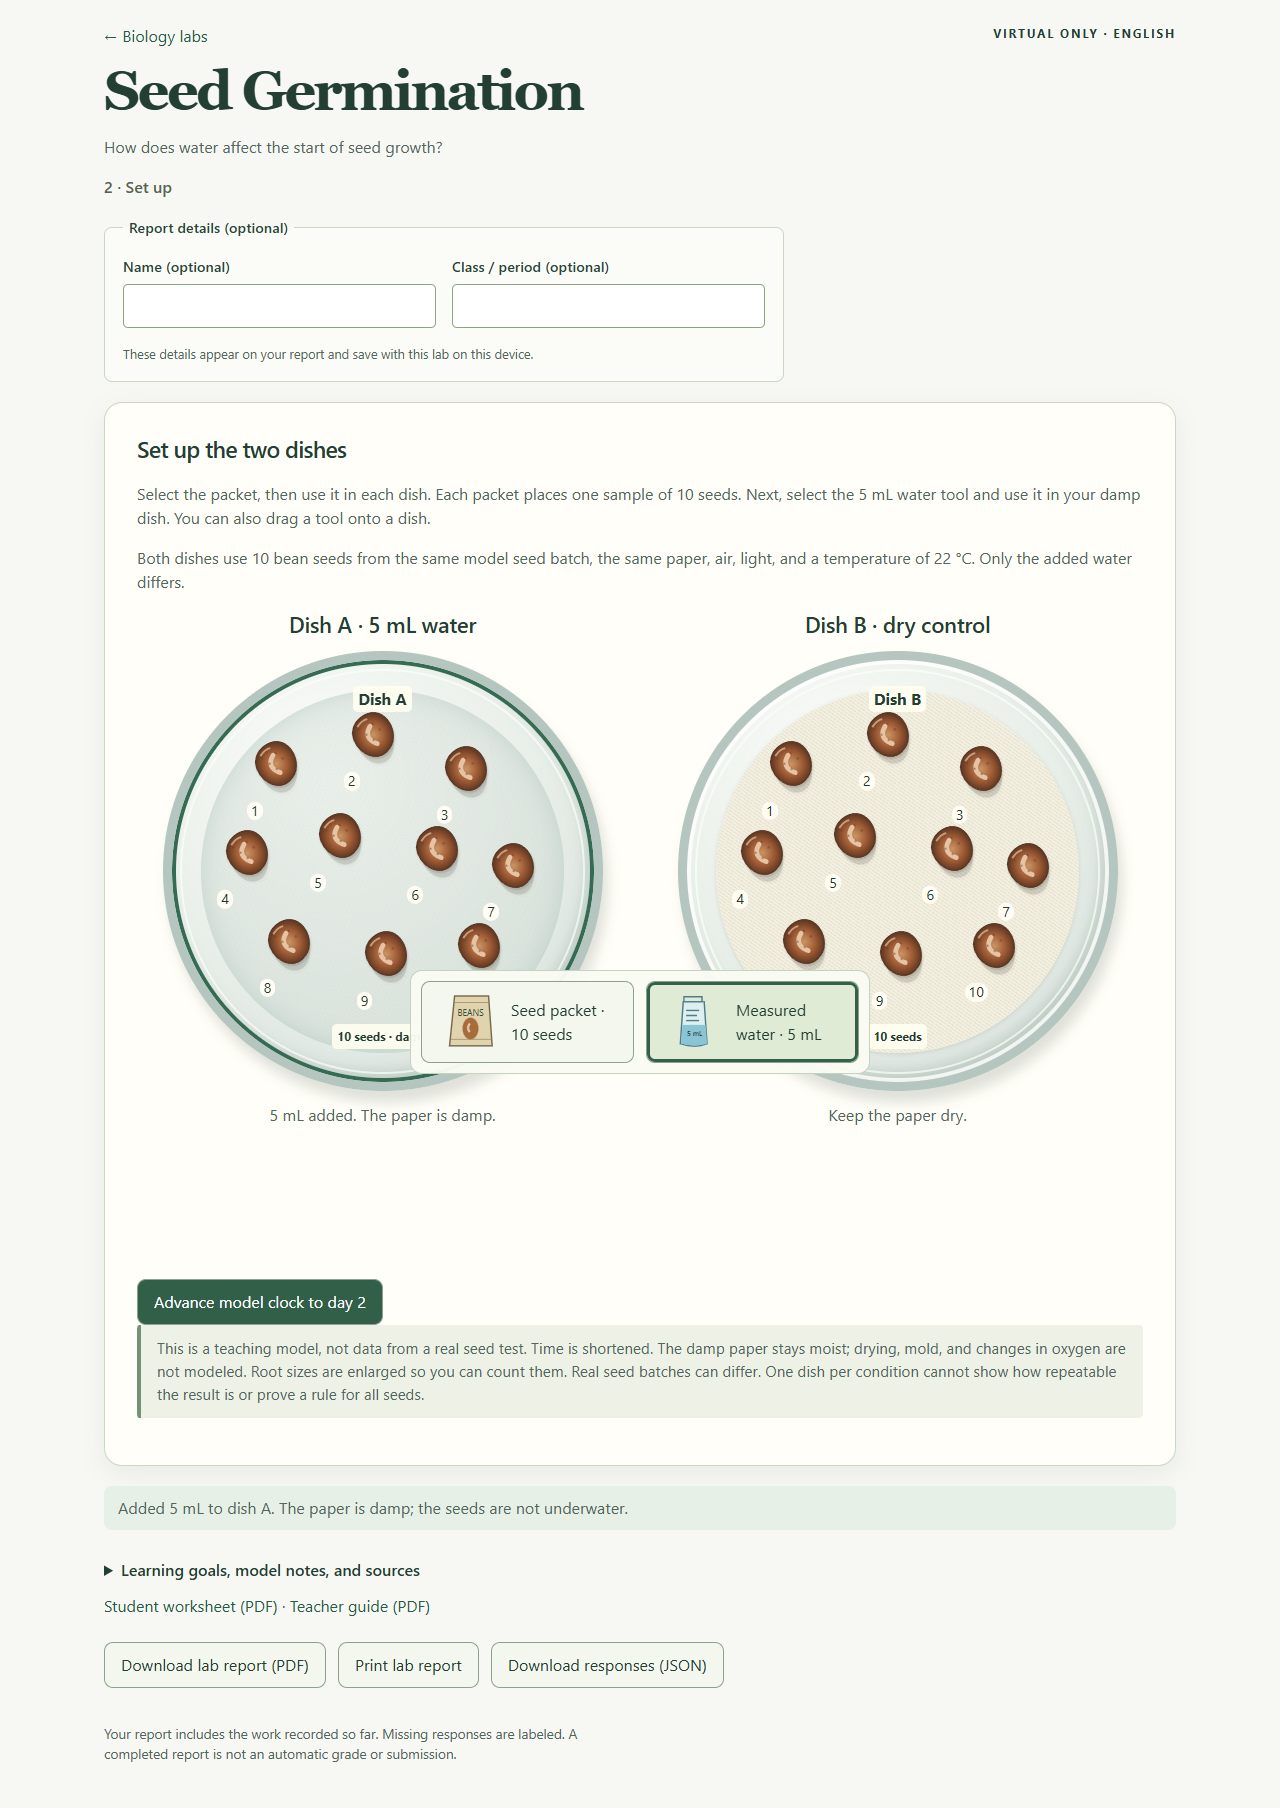 ← Biology labs
VIRTUAL ONLY · ENGLISH
Seed Germination
How does water affect the start of seed growth?
2 · Set up
Report details (optional)
Name (optional)
Class / period (optional)
These details appear on your report and save with this lab on this device.
Set up the two dishes
Select the packet, then use it in each dish. Each packet places one sample of 10 seeds. Next, select the 5 mL water tool and use it in your damp
dish. You can also drag a tool onto a dish.
Both dishes use 10 bean seeds from the same model seed batch, the same paper, air, light, and a temperature of 22 °C. Only the added water
differs.
Dish A · 5 mL water
Dish A
2
1
3
5
6
4
7
8
9
10 seeds · da
5 mL added. The paper is damp.
Dish B · dry control
Dish B
2
1
3
5
6
4
7
10
9
10 seeds
Keep the paper dry.
BEANS
Seed packet ·
10 seeds
5 mL
Measured
water · 5 mL
Advance model clock to day 2
This is a teaching model, not data from a real seed test. Time is shortened. The damp paper stays moist; drying, mold, and changes in oxygen are
not modeled. Root sizes are enlarged so you can count them. Real seed batches can differ. One dish per condition cannot show how repeatable
the result is or prove a rule for all seeds.
Added 5 mL to dish A. The paper is damp; the seeds are not underwater.
▶ Learning goals, model notes, and sources
Student worksheet (PDF) · Teacher guide (PDF)
Download lab report (PDF)
Print lab report
Download responses (JSON)
Your report includes the work recorded so far. Missing responses are labeled. A
completed report is not an automatic grade or submission.